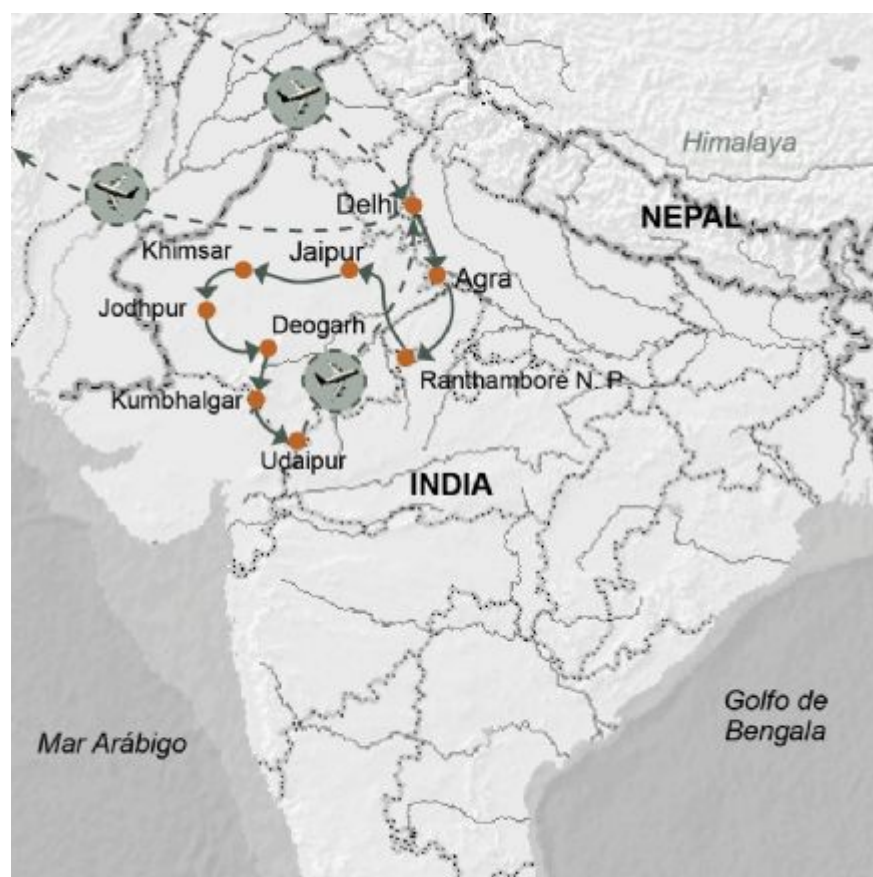 Himalaya
Delhi
NEPAL
Khimsar
Jaipur
Agra
Jodhpur
Deogarh
Ranthambore N. P
Kumbhalgar
Udaipur
INDIA
Golfo de
Bengala
Mar Arábigo